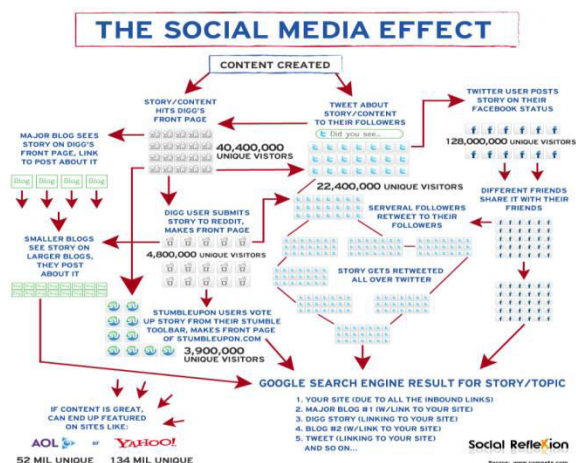 THE SOCIAL MEDIA EFFECT
CONTENT CREATED
STORY/CONTENT
HITS DIGG'S
FRONT PAGE
40,400,000
UNIQUE VISTORS
TWEET ABOUT
STORY/CONTENT
TO THEIR FOLLOWERS
Did you see...
22,400,000 UNIQUE VISITORS
TWITTER USER POSTS
STORY ON THEIR
FACEBOOK STATUS
128,000,000 UNIQUE VISITORS
MAJOR BLOG SEES
STORY ON DIGG'S
FRONT PAGE, LINK
TO POST ABOUT IT
Blog Blog Blog Blog
DIGG USER SUBMITS
STORY TO REDDIT,
MAKES FRONT PAGE
4,800,000 UNIQUE VISITORS
SERVERAL FOLLOWERS
RETWEET TO THEIR
FOLLOWERS
DIFFERENT FRIENDS
SHARE IT WITH THEIR
FRIENDS
SMALLER BLOGS
SEE STORY ON
LARGER BLOGS,
THEY POST
ABOUT IT
STORY GETS RETWEETED
ALL OVER TWITTER
STUMBLEUPON USERS VOTE
UP STORY FROM THEIR STUMBLE
TOOLBAR, MAKES FRONT PAGE
OF STUMBLEUPON.COM
3,900,000
UNIQUE VISITORS
GOOGLE SEARCH ENGINE RESULT FOR STORY/TOPIC
1. YOUR SITE (DUE TO ALL THE INBOUND LINKS)
2. MAJOR BLOG #1 (W/LINK TO YOUR SITE)
3. DIGG STORY (LINKING TO YOUR SITE)
4. BLOG #2 (W/LINK TO YOUR SITE)
5. TWEET (LINKING TO YOUR SITE)
AND SO ON...
IF CONTENT IS GREAT,
CAN END UP FEATURED
ON SITES LIKE:
AOL or YAHOO!
52 MIL UNIQUE 134 MIL UNIQUE
Social RefleXion